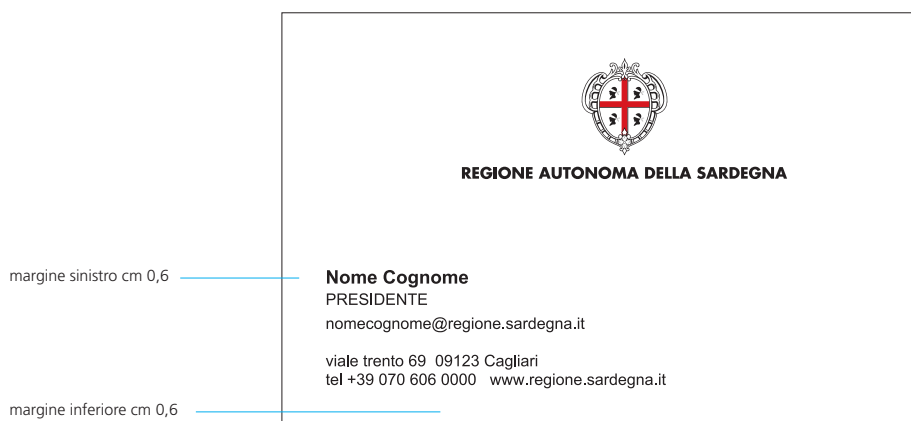 REGIONE AUTONOMA DELLA SARDEGNA
margine sinistro cm 0,6
Nome Cognome
PRESIDENTE
nomecognome@regione.sardegna.it
viale trento 69 09123 Cagliari
tel +39 070 606 0000 www.regione.sardegna.it
margine inferiore cm 0,6